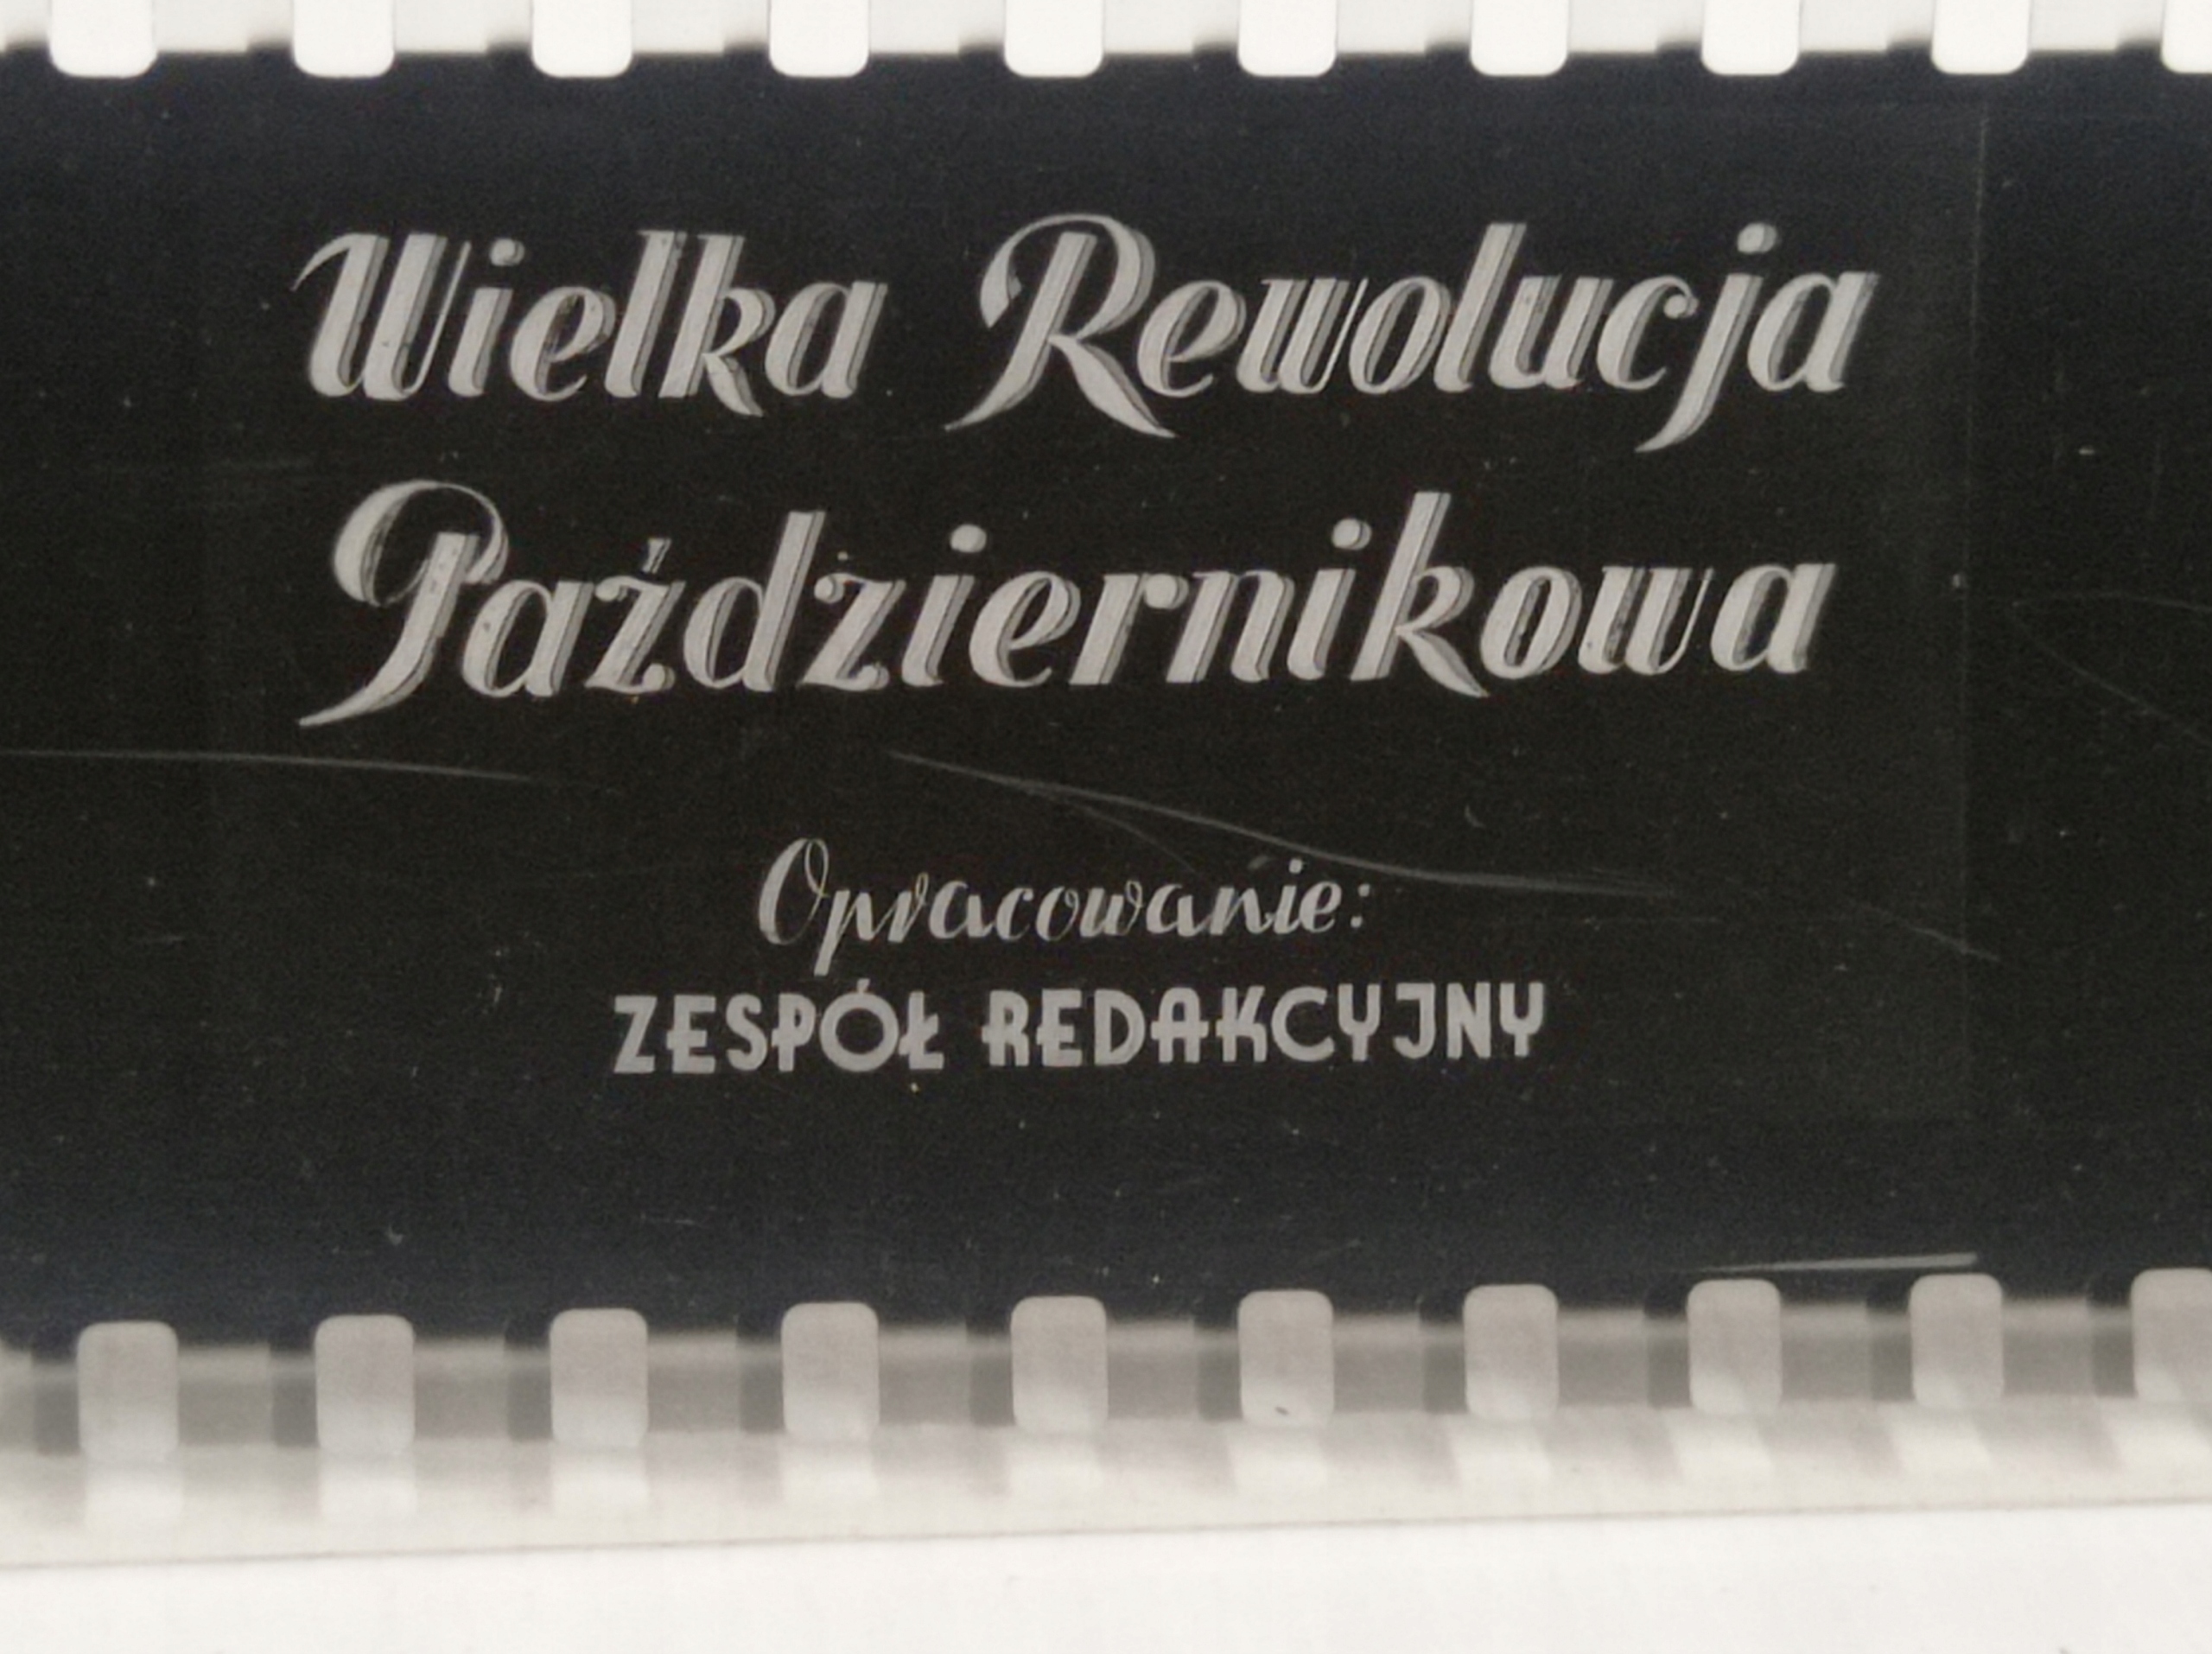 Wielka Rewolucja
Październikowa
Opracowanie:
ZESPÓŁ REDAKCYJNY